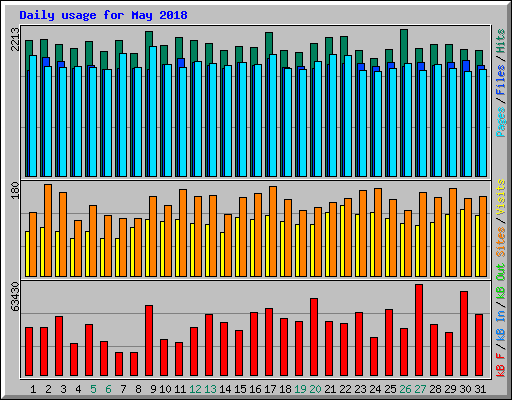 Daily usage for May 2018
2213
Pages / Files / Hits
180
Sites / Visits
63430
kB F / kB In / kB Out
1 2 3 4 5 6 7 8 9 10 11 12 13 14 15 16 17 18 19 20 21 22 23 24 25 26 27 28 29 30 31